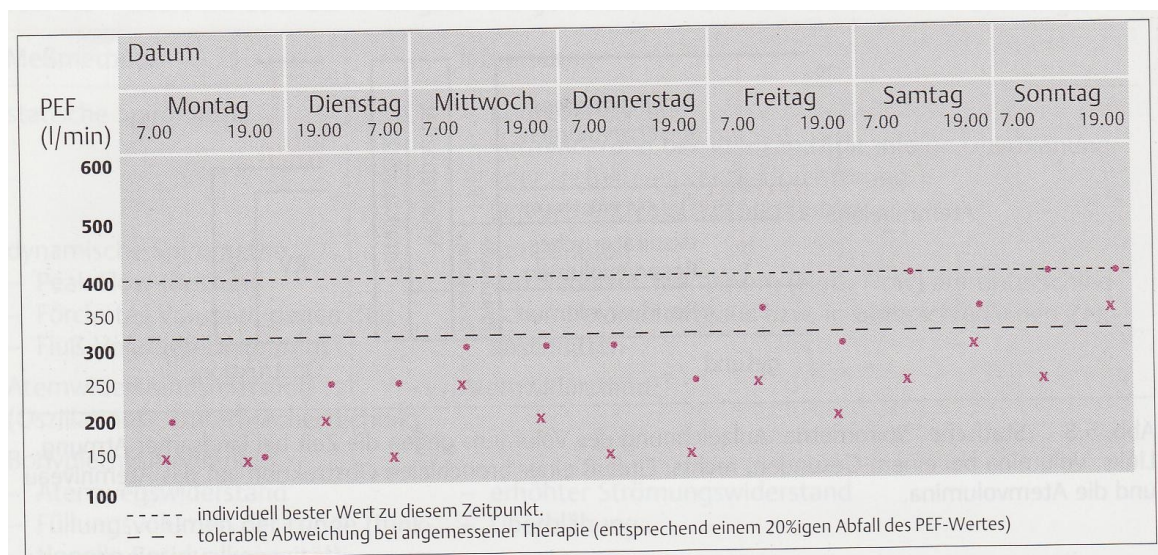 Datum
PEF
(l/min)
Montag Dienstag Mittwoch Donnerstag Freitag Samtag Sonntag
7.00 19.00 19.00 7.00 7.00 19.00 7.00 19.00 7.00 19.00 7.00 19.00 7.00 19.00
600
500
400
350
300
250
200
150
100
individuell bester Wert zu diesem Zeitpunkt.
tolerable Abweichung bei angemessener Therapie (entsprechend einem 20%igen Abfall des PEF-Wertes)